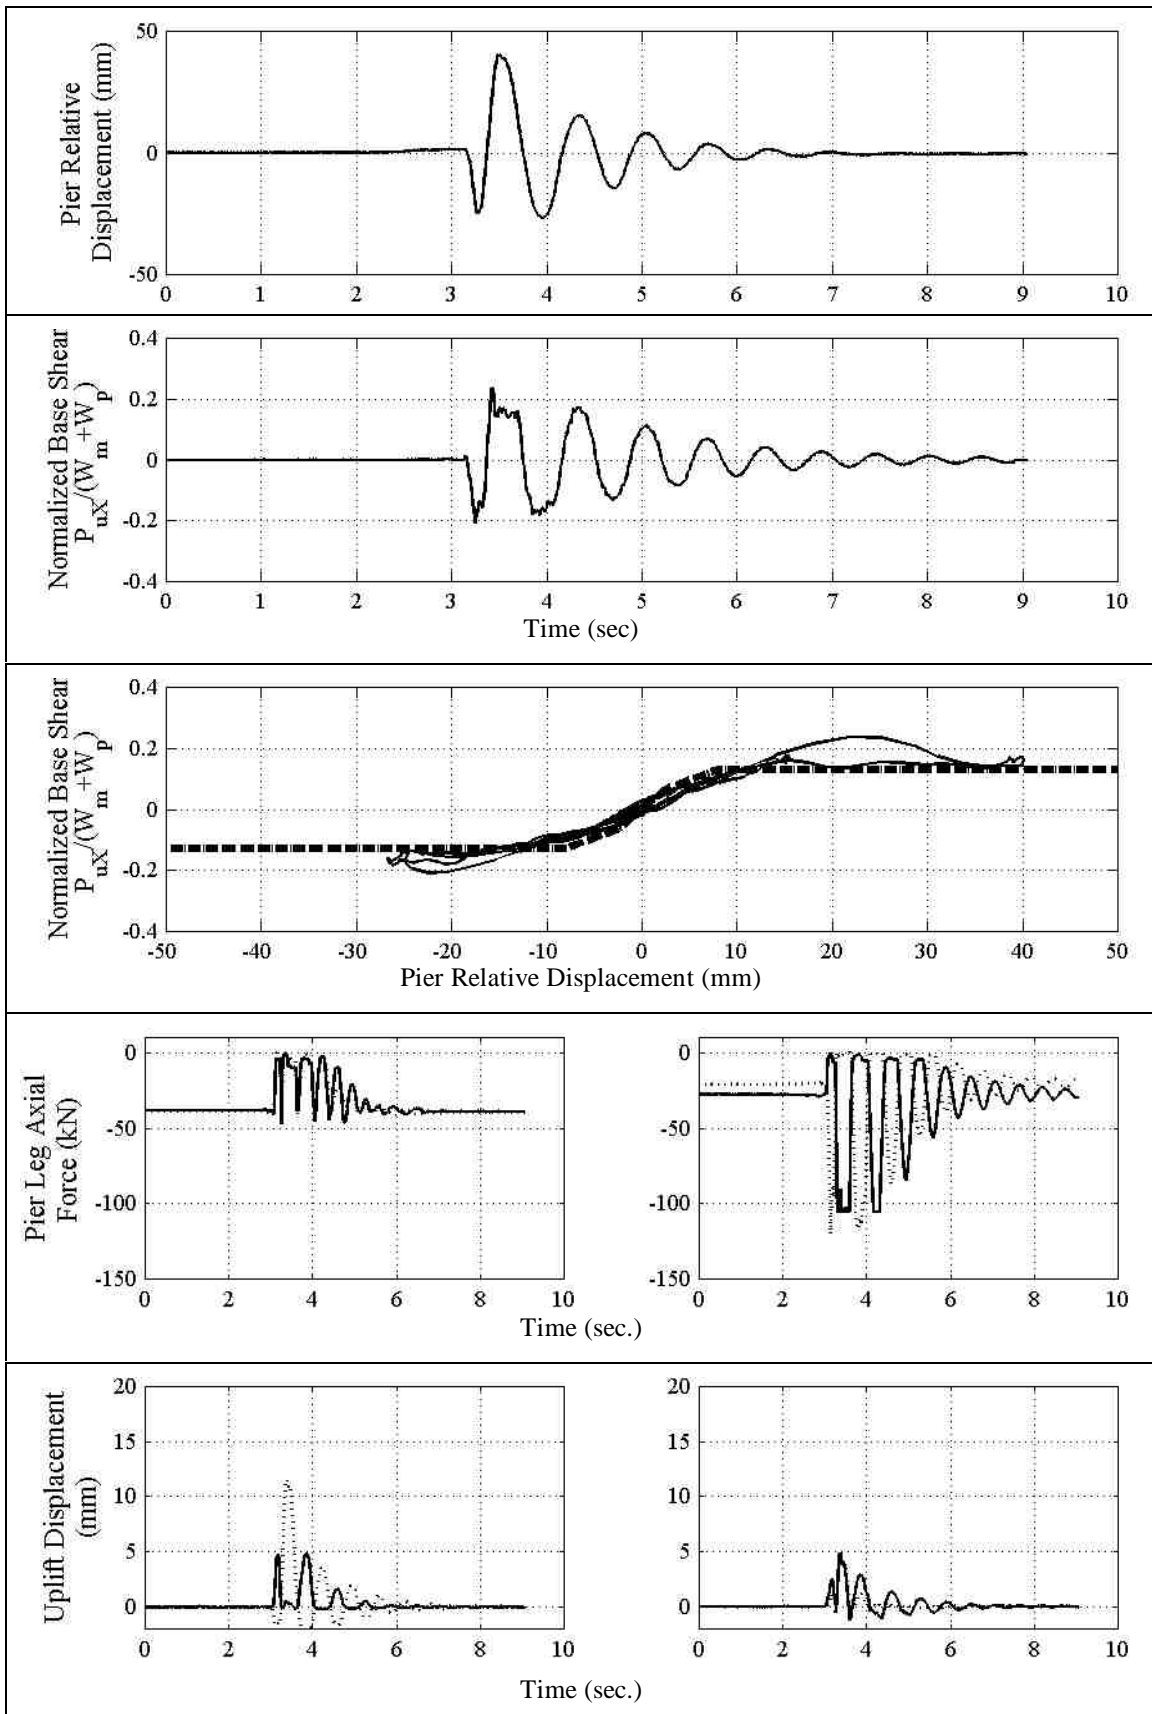 Pier Relative
Displacement (mm)
50
0
-50
0 1 2 3 4 5 6 7 8 9 10
Normalized Base Shear
PuX/(Wm+Wp)
0.4
0.2
0
-0.2
-0.4
0 1 2 3 4 5 6 7 8 9 10
Time (sec)
Normalized Base Shear
PuX/(Wm+Wp)
0.4
0.2
0
-0.2
-0.4
-50 -40 -30 -20 -10 0 10 20 30 40 50
Pier Relative Displacement (mm)
Pier Leg Axial
Force (kN)
0
-50
-100
-150
0 2 4 6 8 10
0
-50
-100
-150
0 2 4 6 8 10
Time (sec.)
Uplift Displacement
(mm)
20
15
10
5
0
0 2 4 6 8 10
20
15
10
5
0
0 2 4 6 8 10
Time (sec.)